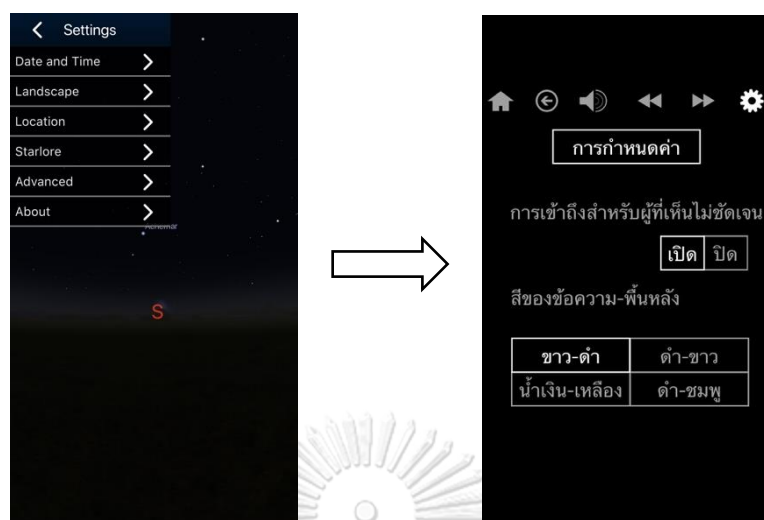 Settings
Date and Time
Landscape
Location
Starlore
Advanced
About
Achernar
S
การกำหนดค่า
การเข้าถึงสำหรับผู้ที่เห็นไม่ชัดเจน
เปิด ปิด
สีของข้อความ-พื้นหลัง
ขาว-ดำ ดำ-ขาว
น้ำเงิน-เหลือง ดำ-ชมพู